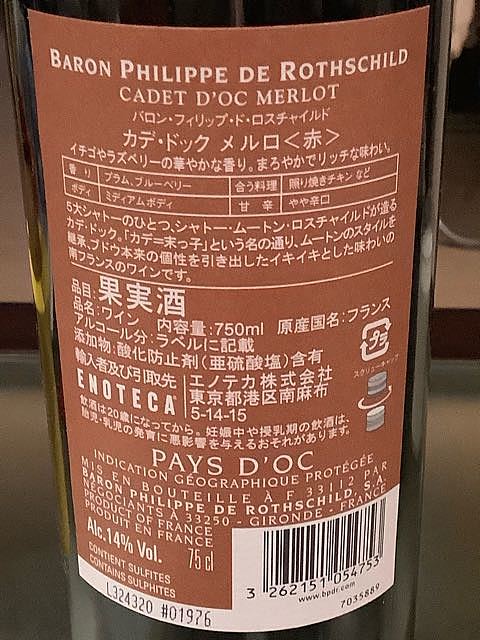 BARON PHILIPPE DE ROTHSCHILD
CADET D'OC MERLOT
バロン・フィリップ・ド・ロスチャイルド
カデ・ドック メルロ<赤>
イチゴやラズベリーの華やかな香り。まろやかでリッチな味わい。
香り プラム、ブルーベリー 合う料理 照り焼きチキン など
ボディ ミディアムボディ 甘辛 やや辛口
5大シャトーのひとつ、シャトー・ムートン・ロスチャイルドが造る
カデ・ドック。「カデ=末っ子」という名の通り、ムートンのスタイルを
継承、ブドウ本来の個性を引き出したイキイキとした味わいの
南フランスのワインです。
品目:果実酒
品名:ワイン 内容量:750ml 原産国名:フランス
アルコール分:ラベルに記載
添加物:酸化防止剤(亜硫酸塩)含有
プラ
スクリューキャップ
輸入者及び引取先
ENOTECA
エノテカ株式会社
東京都港区南麻布
5-14-15
飲酒は20歳になってから。妊娠中や授乳期の飲酒は、
胎児・乳児の発育に悪影響を与えるおそれがあります。
PAYS D'OC
INDICATION GÉOGRAPHIQUE PROTÉGÉE
MIS EN BOUTEILLE À F 33112 PAR
BARON PHILIPPE DE ROTHSCHILD, S.A.
NÉGOCIANTS À 33250 - GIRONDE - FRANCE
PRODUCT OF FRANCE
PRODUIT EN FRANCE
Alc.14% Vol. 75 cl
CONTIENT SULFITES
CONTAINS SULPHITES
L324320 #01976
3 262151 054753
www.bpdr.com
7035889